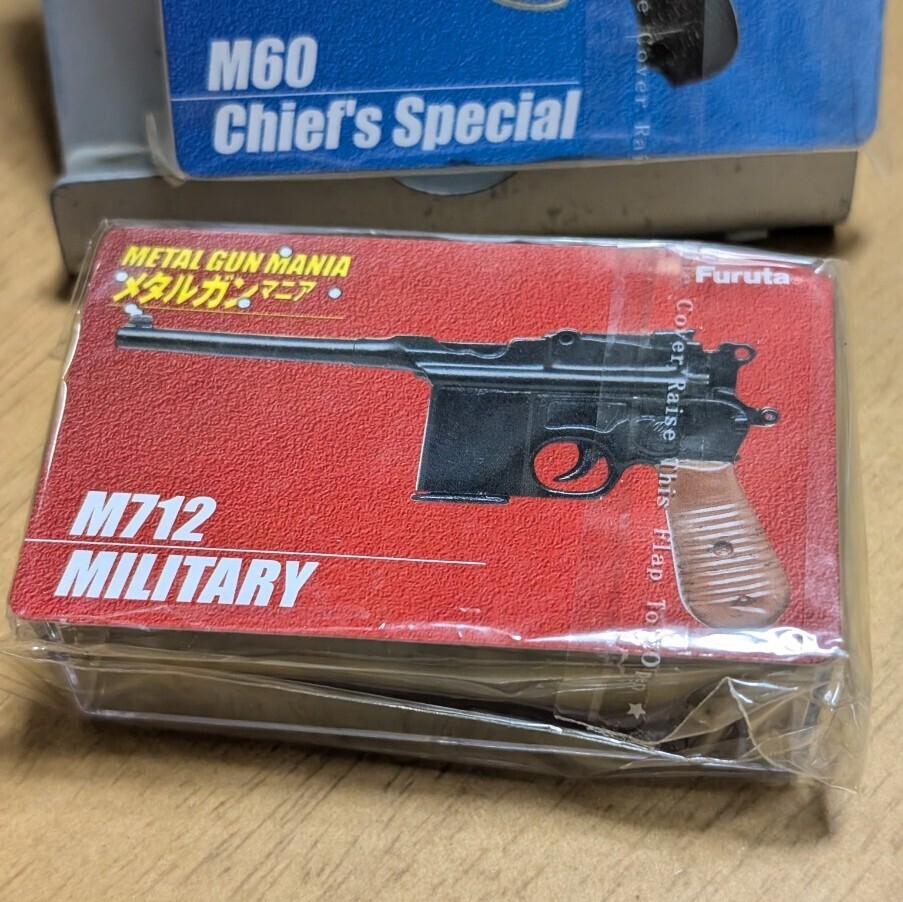 M60
Chief's Special
METAL GUN MANIA
メタルガンマニア
Furuta
M712
MILITARY
Cover, Raise This Flap To